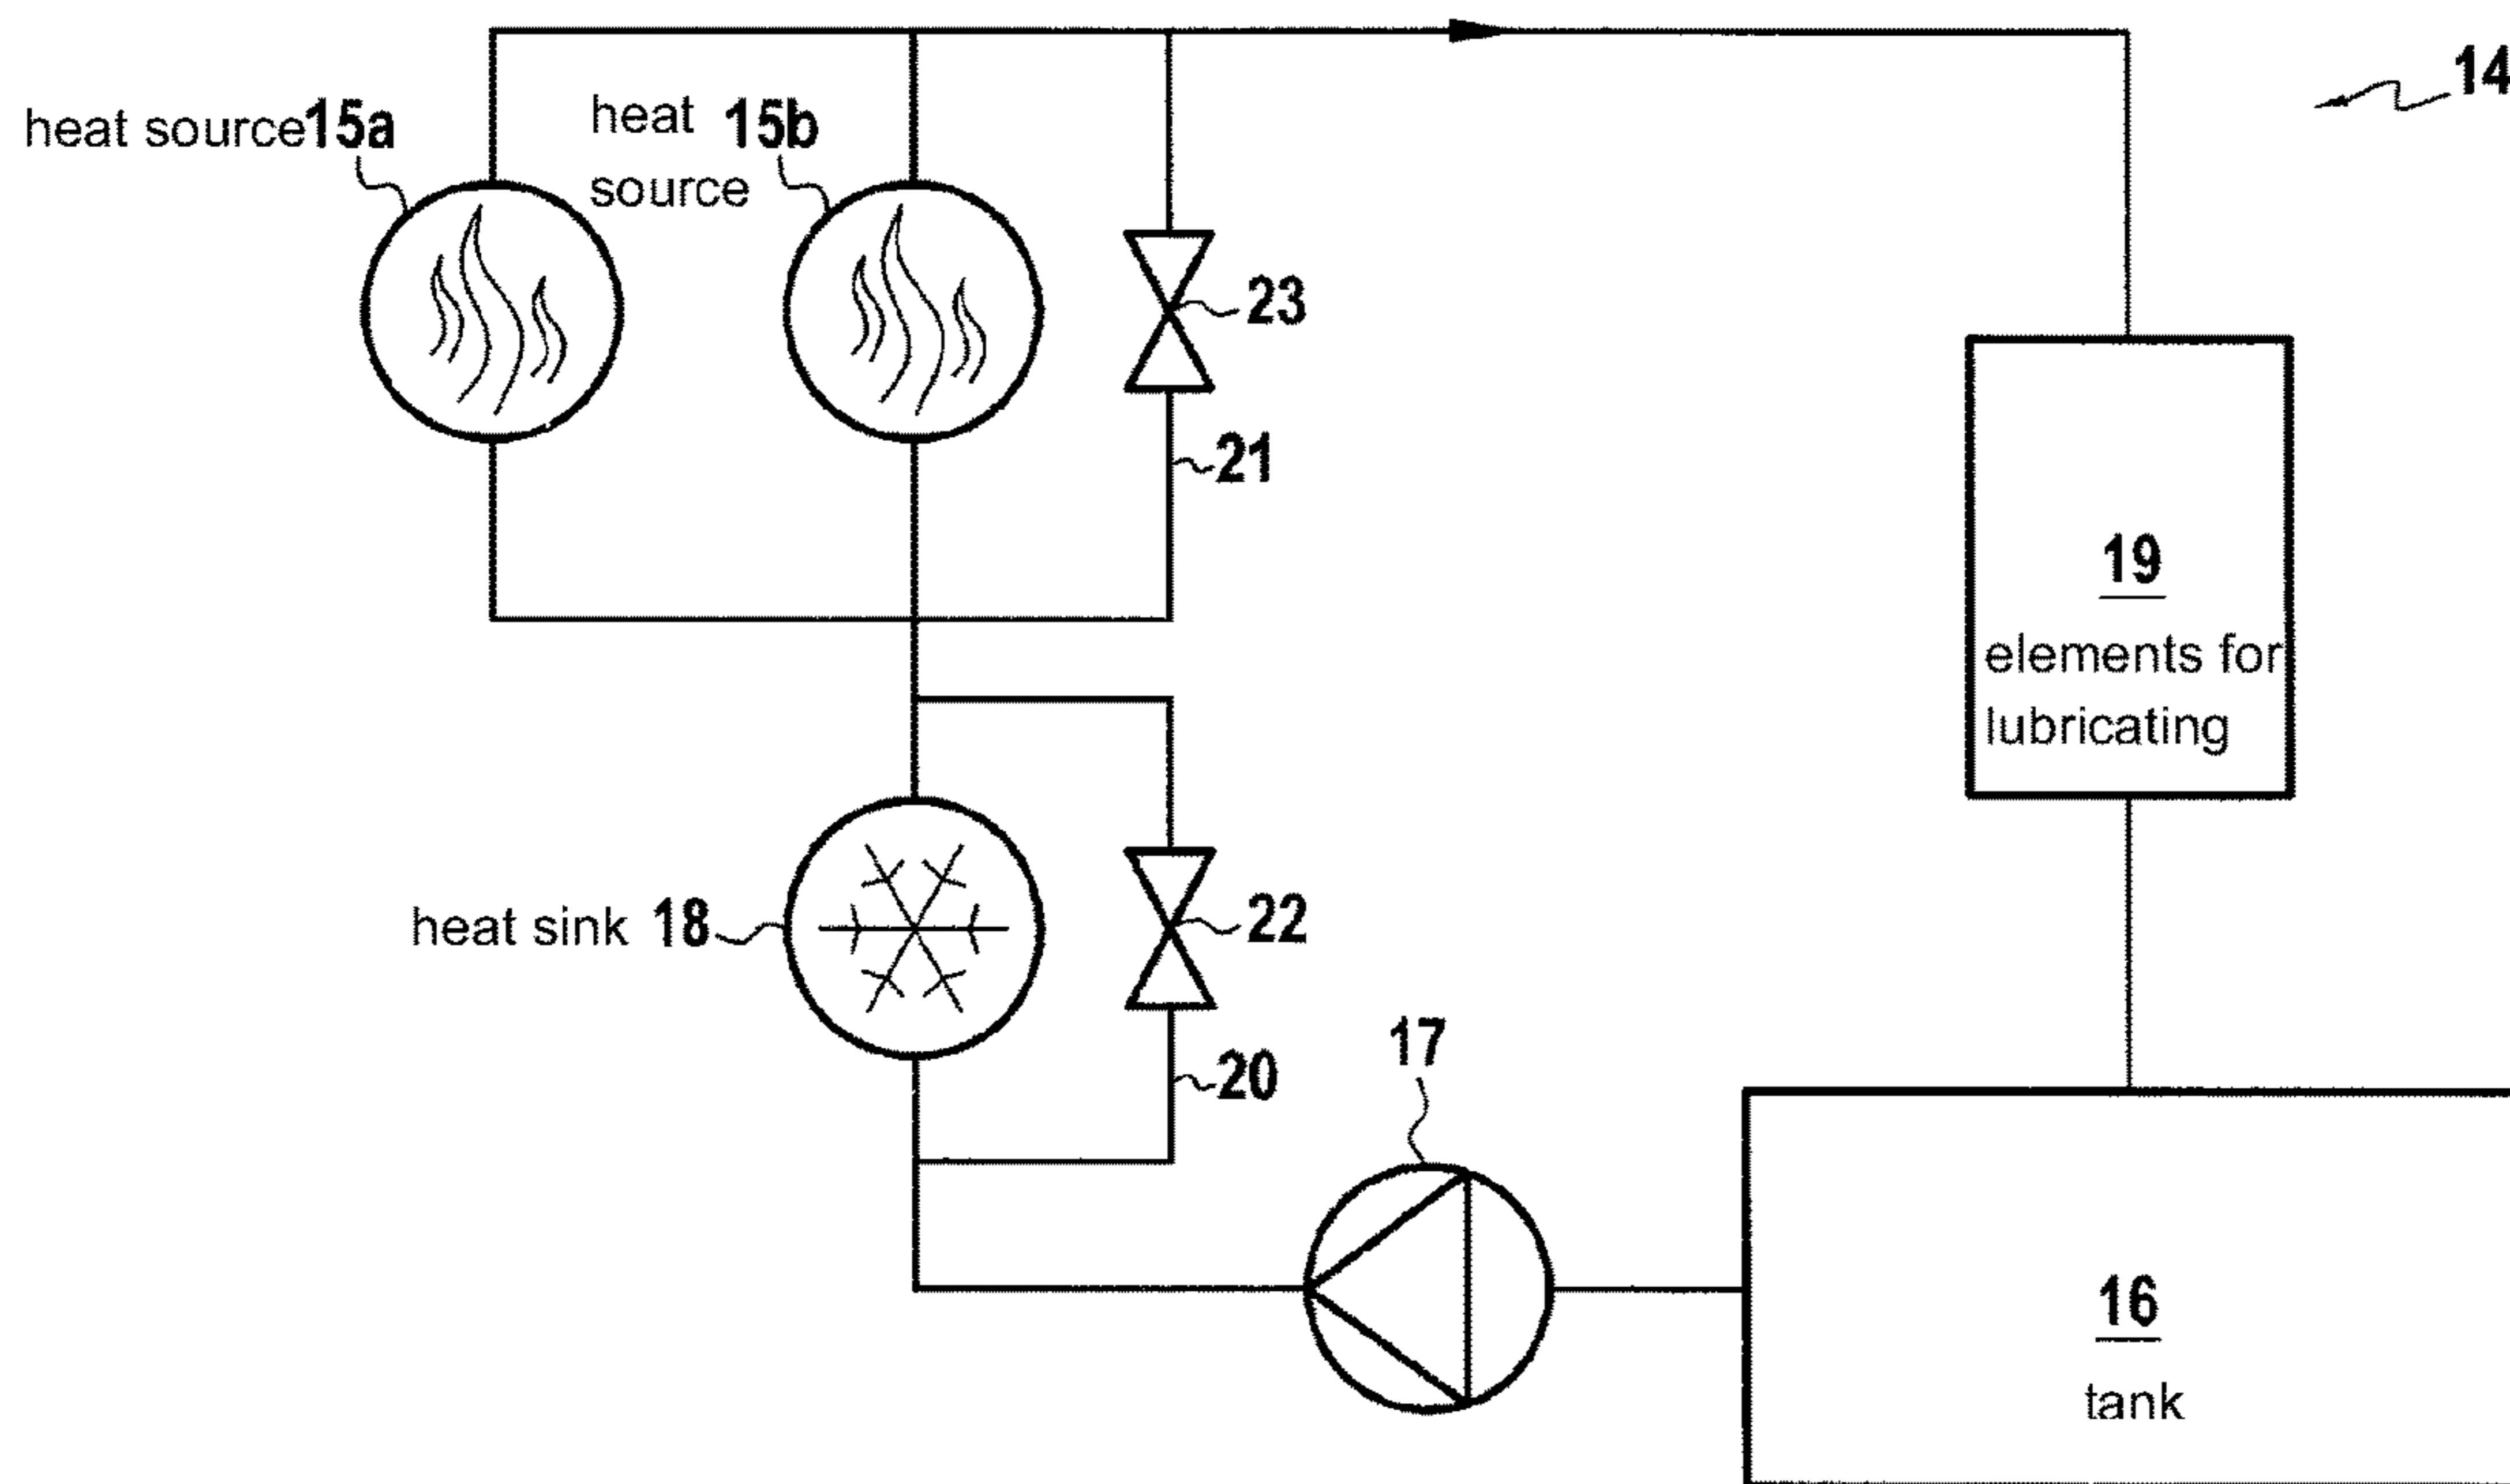 14
heat source 15a
heat 15b
source
23
21
19
elements for
lubricating
heat sink 18
22
17
20
16
tank